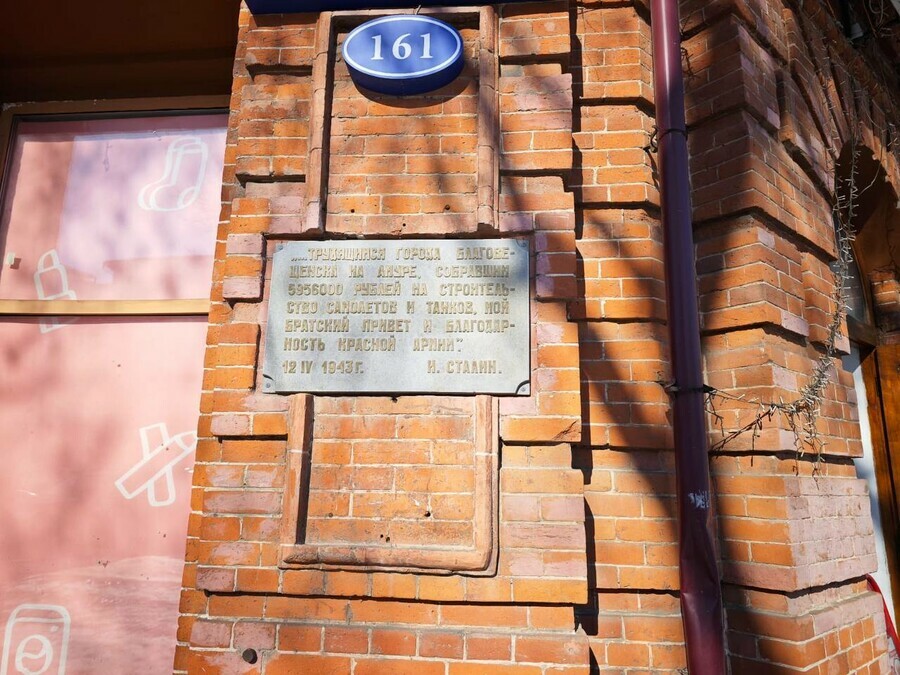 161
„...ТРУДЯЩИМСЯ ГОРОДА БЛАГОВЕ-
ЩЕНСКА НА АМУРЕ, СОБРАВШИМ
5956000 РУБЛЕЙ НА СТРОИТЕЛЬ-
СТВО САМОЛЕТОВ И ТАНКОВ, МОЙ
БРАТСКИЙ ПРИВЕТ И БЛАГОДАР-
НОСТЬ КРАСНОЙ АРМИИ".
12 IV 1943 Г. И. СТАЛИН.